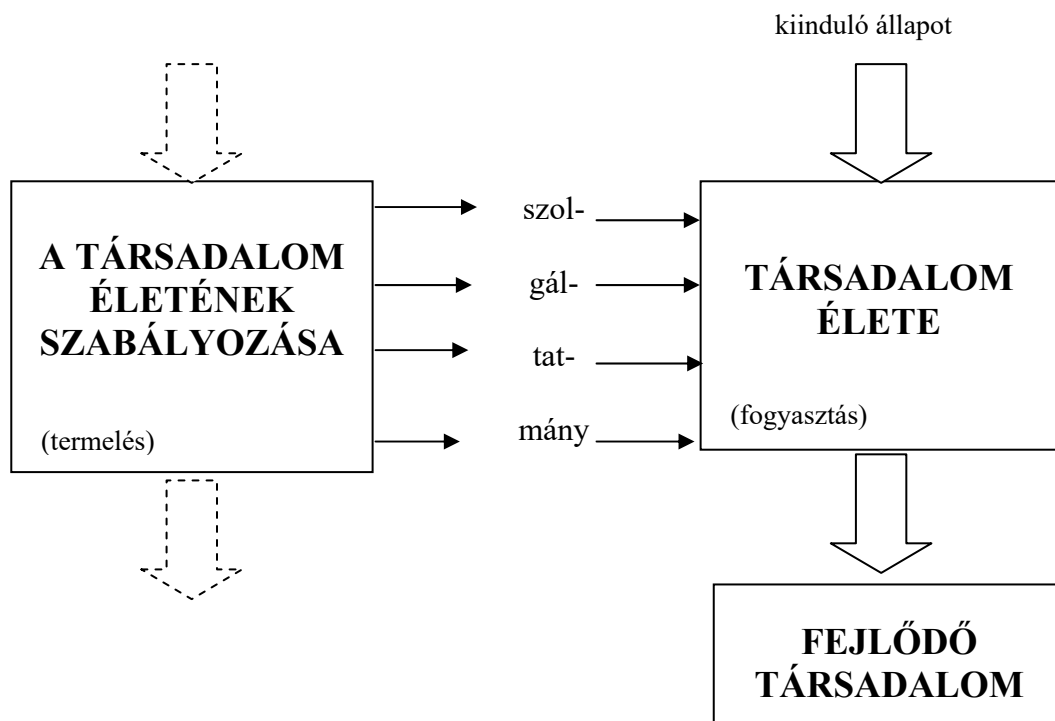 kiinduló állapot
A TÁRSADALOM
ÉLETÉNEK
SZABÁLYOZÁSA
(termelés)
szol-
gál-
tat-
mány
TÁRSADALOM
ÉLETE
(fogyasztás)
FEJLŐDŐ
TÁRSADALOM